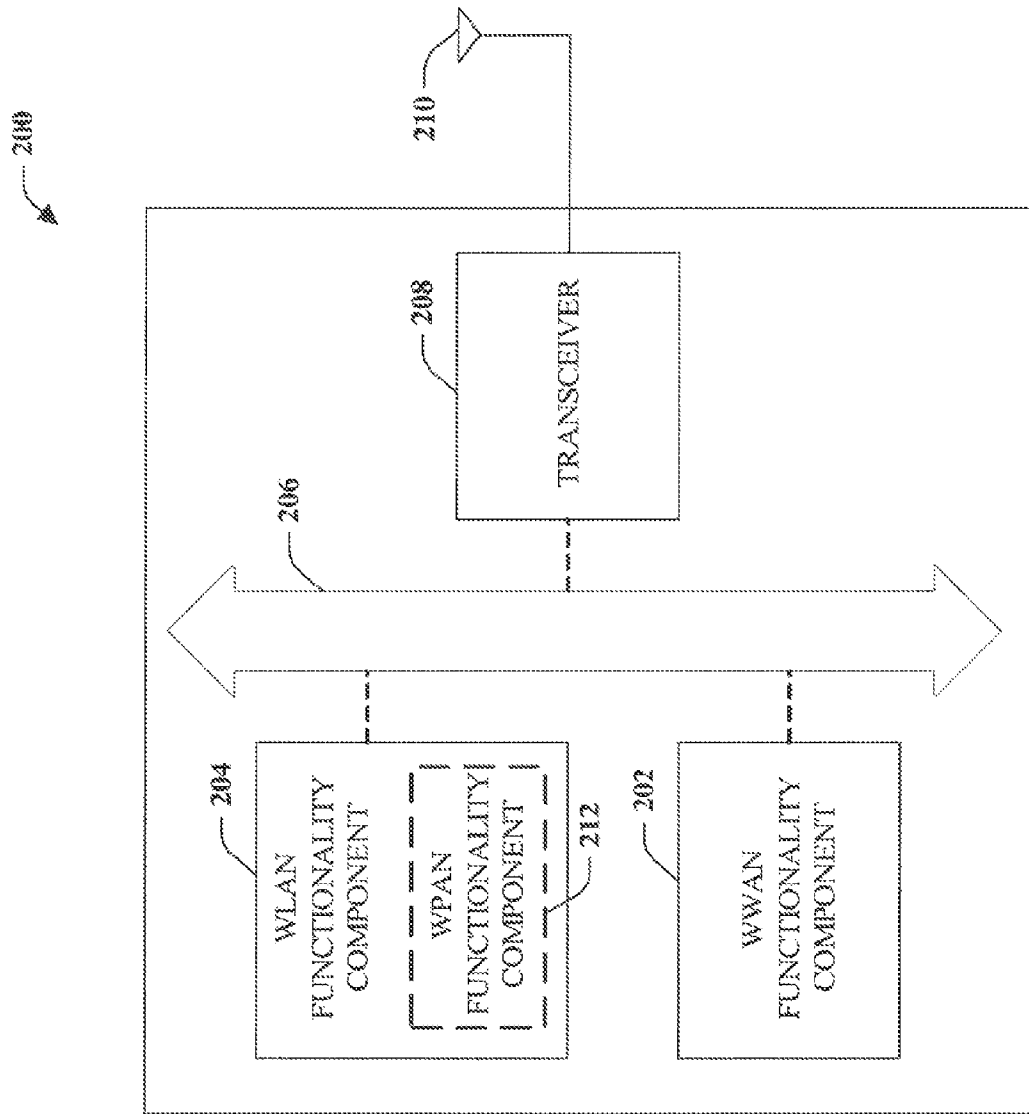 200
204
WLAN
FUNCTIONALITY
COMPONENT
WPAN
FUNCTIONALITY
COMPONENT
212
206
208
TRANSCEIVER
210
202
WWAN
FUNCTIONALITY
COMPONENT